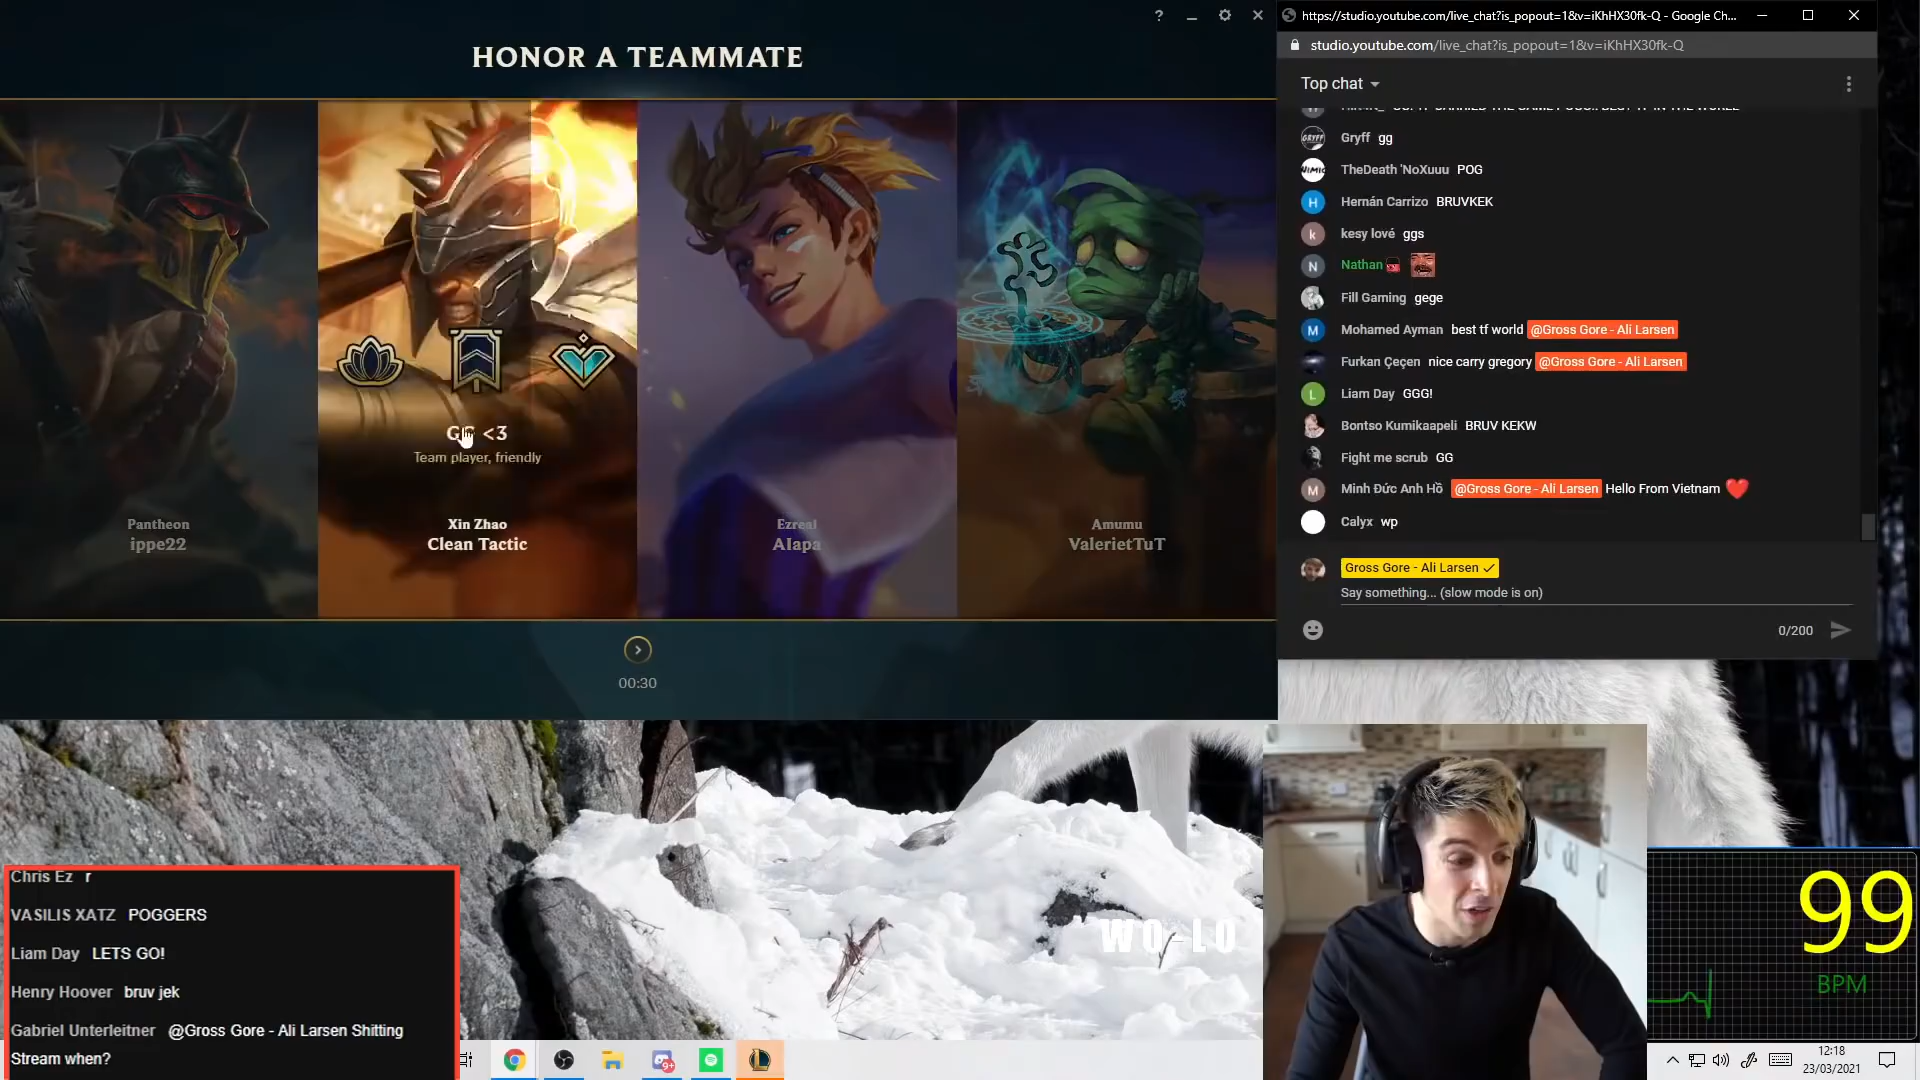 HONOR A TEAMMATE
?
GG <3
Team player, friendly
Pantheon
ippe22
Xin Zhao
Clean Tactic
Ezreal
Alapa
Amumu
ValerietTuT
00:30
https://studio.youtube.com/live_chat?is_popout=1&v=iKhHX30fk-Q - Google Ch...
studio.youtube.com/live_chat?is_popout=1&v=iKhHX30fk-Q
Top chat
Gryff gg
TheDeath 'NoXuuu POG
H Hernán Carrizo BRUVKEK
k kesy lové ggs
N Nathan
Fill Gaming gege
M Mohamed Ayman best tf world @Gross Gore - Ali Larsen
Furkan Çeçen nice carry gregory @Gross Gore - Ali Larsen
L Liam Day GGG!
Bontso Kumikaapeli BRUV KEKW
Fight me scrub GG
M Minh Đức Anh Hồ @Gross Gore - Ali Larsen Hello From Vietnam
Calyx wp
Gross Gore - Ali Larsen
Say something... (slow mode is on)
0/200
Chris Ez r
VASILIS XATZ POGGERS
Liam Day LETS GO!
Henry Hoover bruv jek
Gabriel Unterleitner @Gross Gore - Ali Larsen Shitting
Stream when?
WO-LO
99
BPM
9+
12:18
23/03/2021